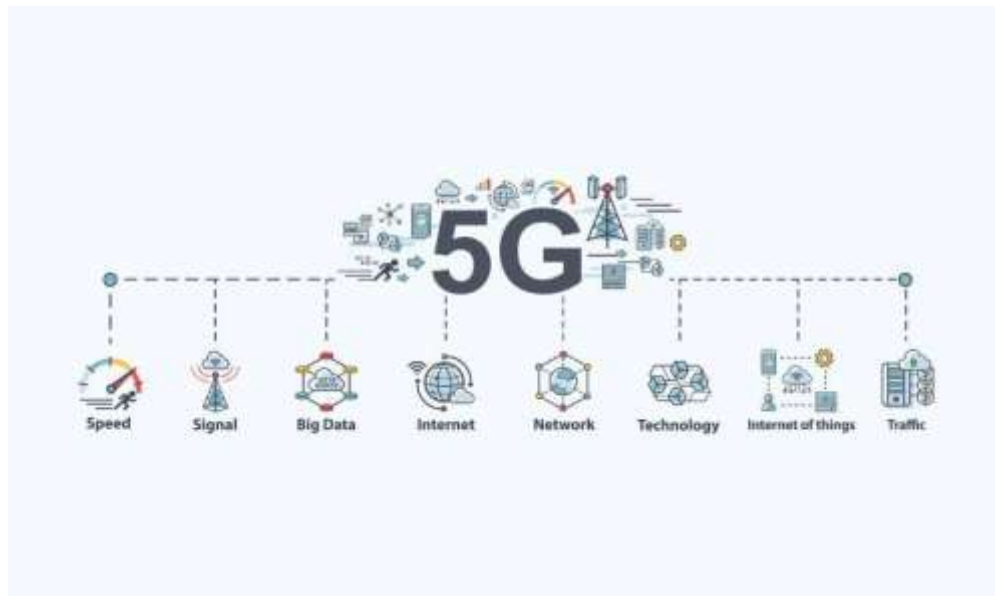 5G
Speed
Signal
Big Data
Internet
Network
Technology
Internet of things
Traffic